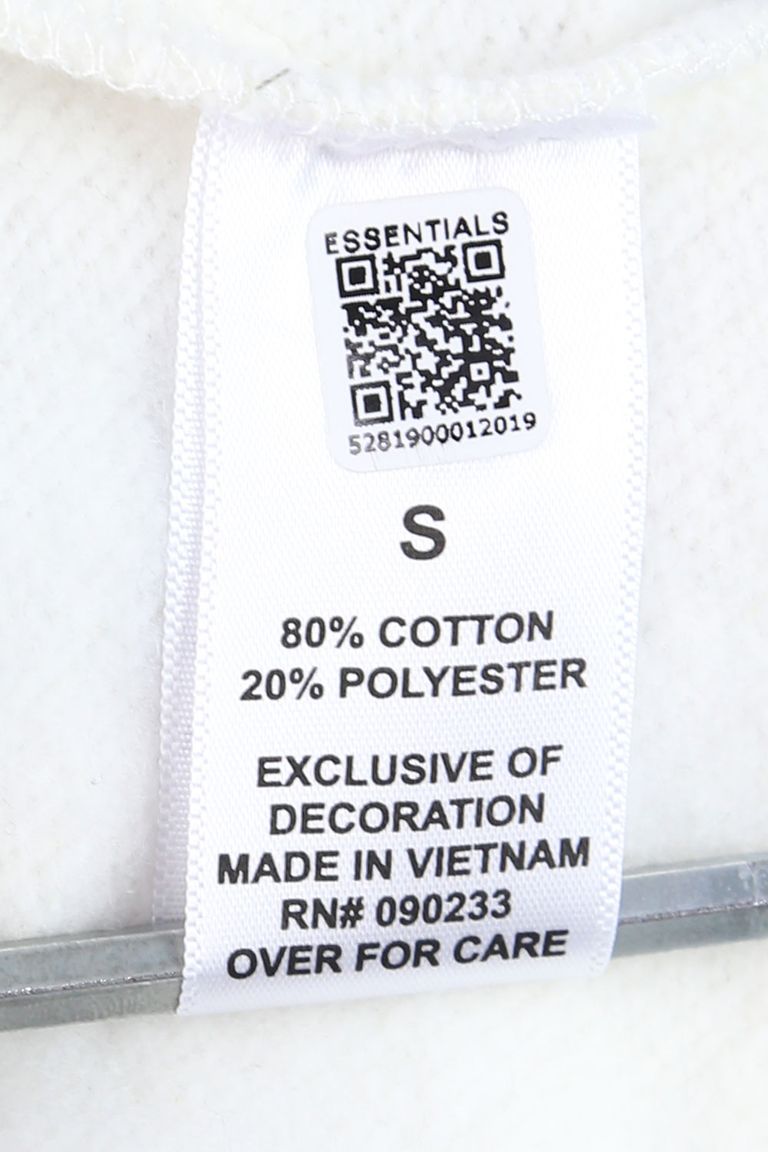 ESSENTIALS
5281900012019
S
80% COTTON
20% POLYESTER
EXCLUSIVE OF
DECORATION
MADE IN VIETNAM
RN# 090233
OVER FOR CARE